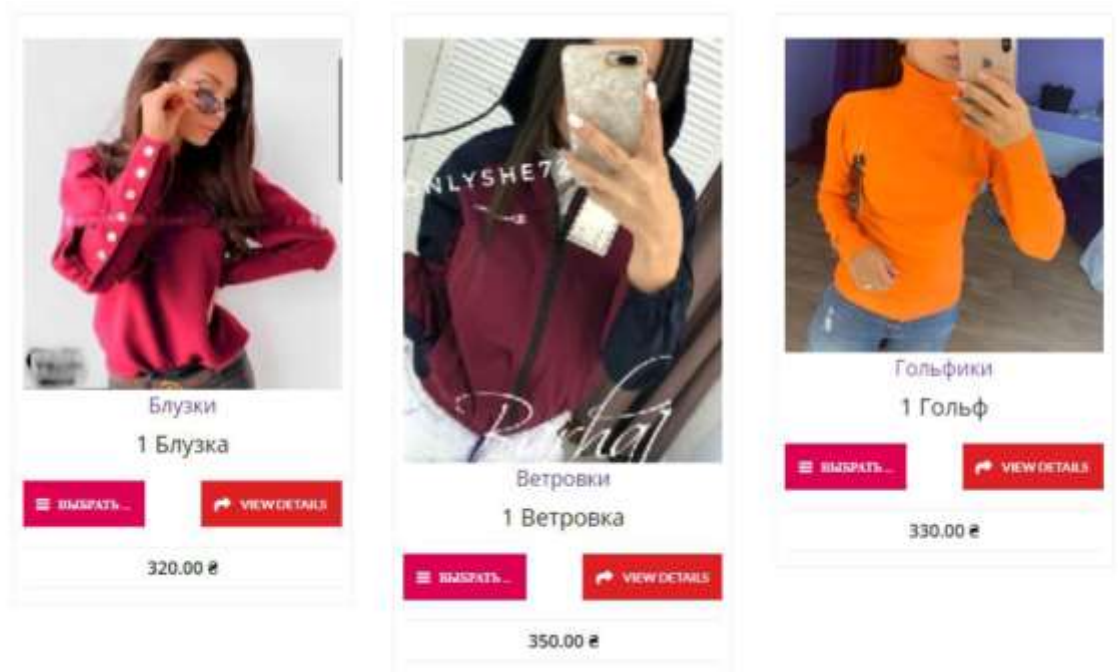 Блузки
1 Блузка
ВЫБРАТЬ...
VIEW DETAILS
320.00 ₴
ONLYSHE72
Ветровки
1 Ветровка
ВЫБРАТЬ...
VIEW DETAILS
350.00 ₴
Гольфики
1 Гольф
ВЫБРАТЬ...
VIEW DETAILS
330.00 ₴